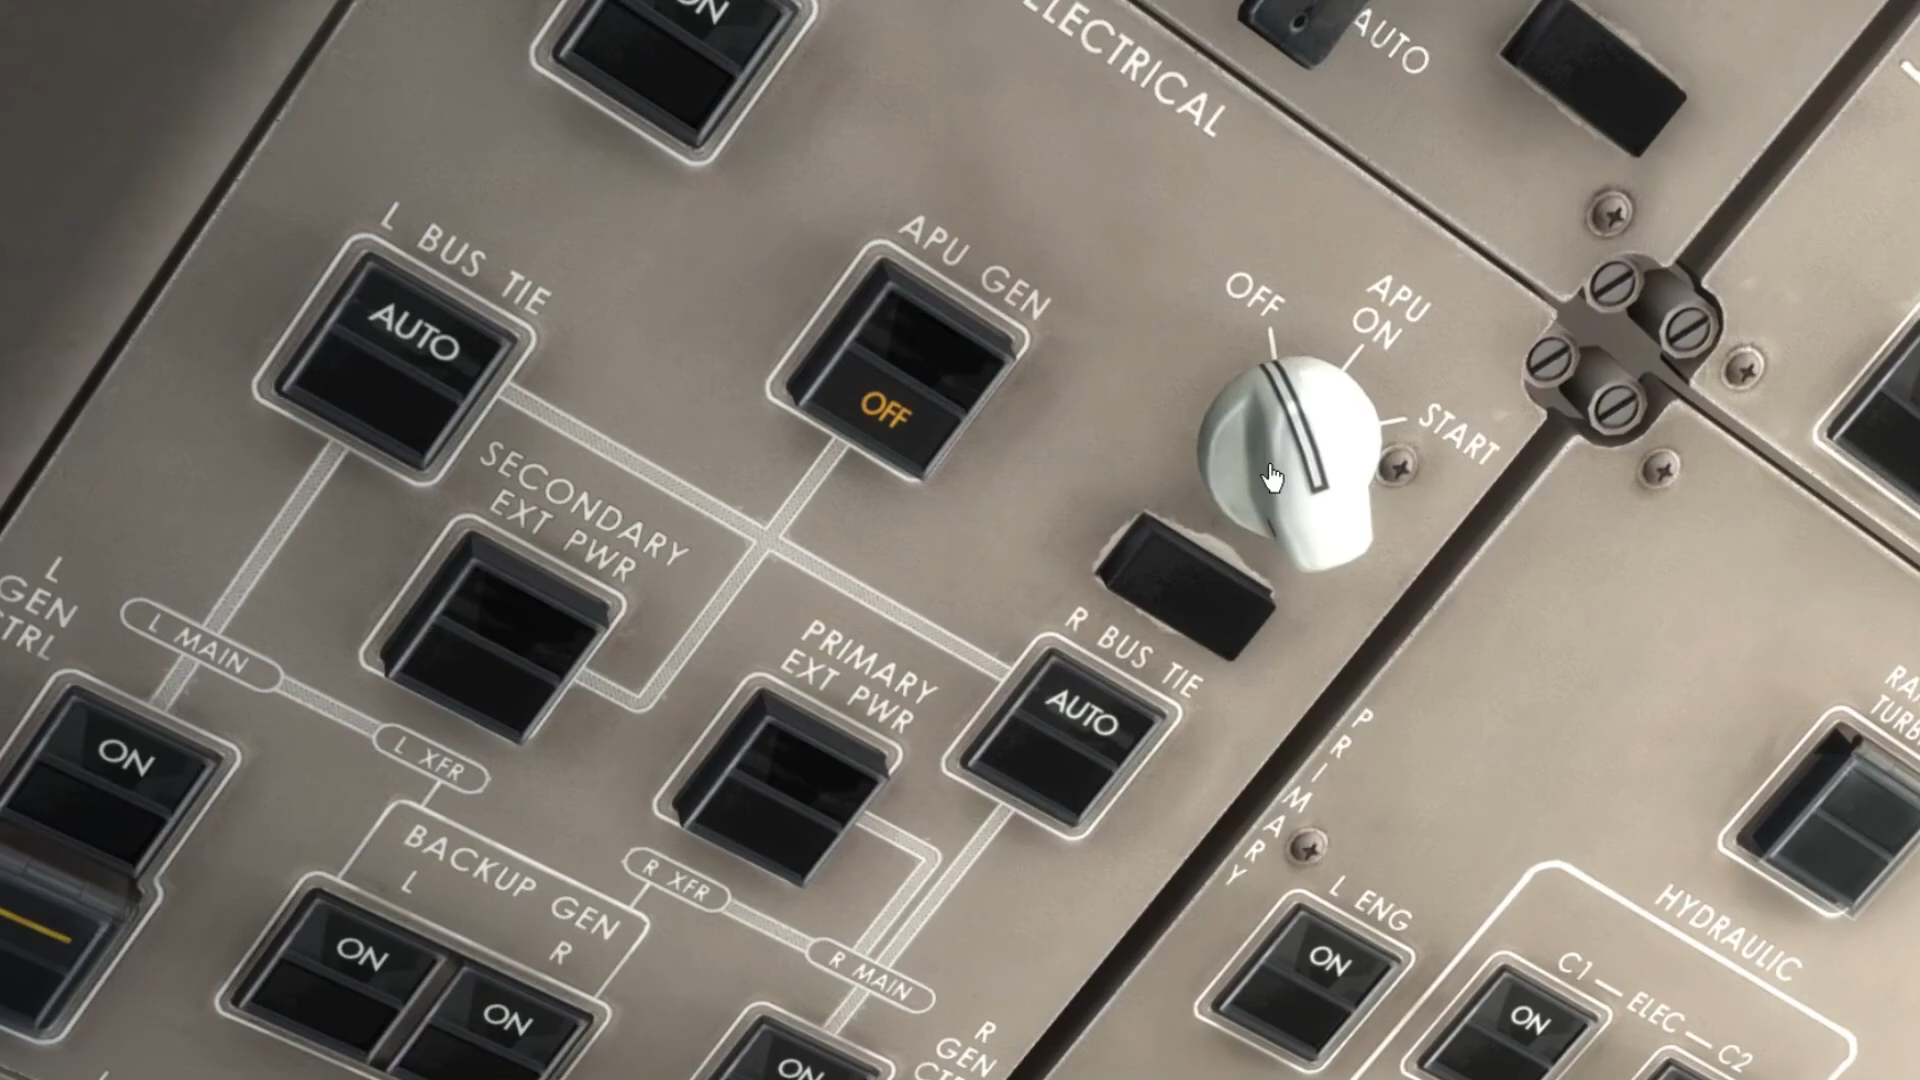 ON
ELECTRICAL
AUTO
L BUS TIE
AUTO
APU GEN
OFF
OFF
APU
ON
START
SECONDARY
EXT PWR
L
GEN
L MAIN
PRIMARY
EXT PWR
R BUS TIE
AUTO
ON
L XFR
BACKUP GEN
L
R
ON
ON
R XFR
R MAIN
R
GEN
ON
PRIMARY
L ENG
ON
HYDRAULIC
C1 — ELEC — C2
ON